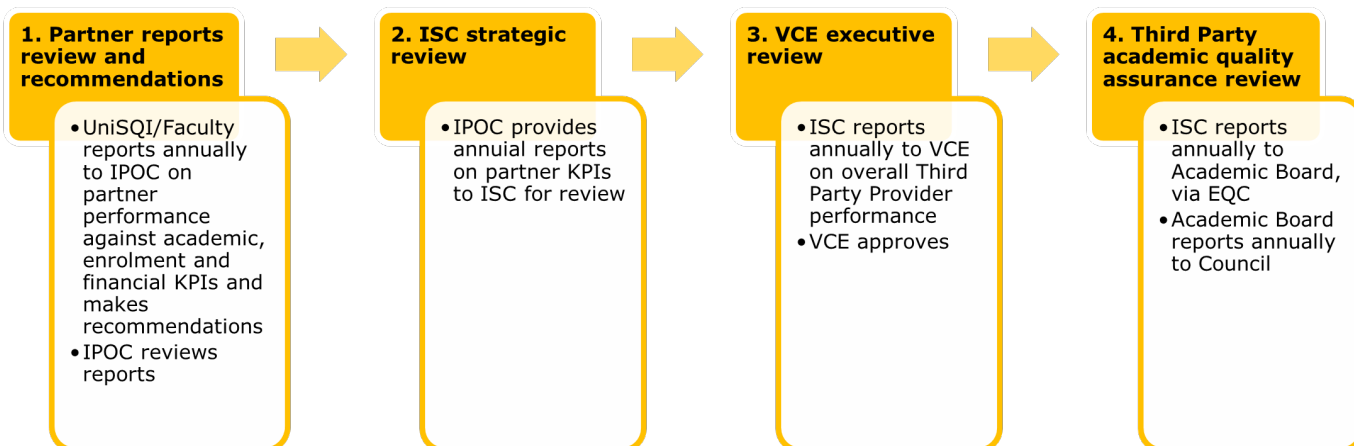 1. Partner reports
review and
recommendations
•UniSQI/Faculty
reports annually
to IPOC on
partner
performance
against academic,
enrolment and
financial KPIs and
makes
recommendations
•IPOC reviews
reports
2. ISC strategic
review
•IPOC provides
annuial reports
on partner KPIs
to ISC for review
3. VCE executive
review
•ISC reports
annually to VCE
on overall Third
Party Provider
performance
•VCE approves
4. Third Party
academic quality
assurance review
•ISC reports
annually to
Academic Board,
via EQC
•Academic Board
reports annually
to Council